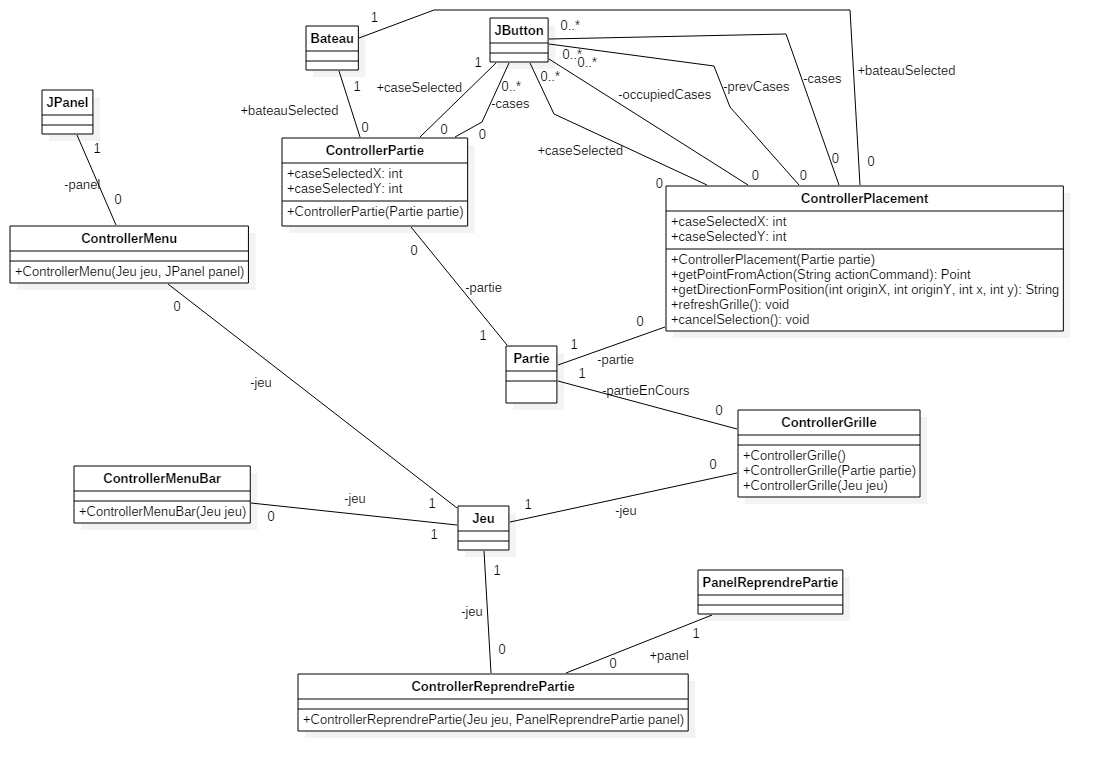 1
0..*
Bateau
JButton
0..*
0..*
1
0..*
+bateauSelected
1
+caseSelected
0..*
-cases
-prevCases
-cases
-occupiedCases
JPanel
+bateauSelected
0
0
0
1
ControllerPartie
+caseSelected
0
0
+caseSelectedX: int
+caseSelectedY: int
0
0
0
-panel
0
+ControllerPartie(Partie partie)
ControllerPlacement
+caseSelectedX: int
+caseSelectedY: int
ControllerMenu
+ControllerMenu(Jeu jeu, JPanel panel)
0
+ControllerPlacement(Partie partie)
+getPointFromAction(String actionCommand): Point
+getDirectionFormPosition(int originX, int originY, int x, int y): String
+refreshGrille(): void
+cancelSelection(): void
-partie
0
0
1
1
Partie
-partie
1
-jeu
-partieEnCours
0
ControllerGrille
+ControllerGrille()
+ControllerGrille(Partie partie)
+ControllerGrille(Jeu jeu)
0
ControllerMenuBar
+ControllerMenuBar(Jeu jeu)
-jeu
0
1
1
Jeu
1
-jeu
1
PanelReprendrePartie
-jeu
1
0
+panel
0
ControllerReprendrePartie
+ControllerReprendrePartie(Jeu jeu, PanelReprendrePartie panel)